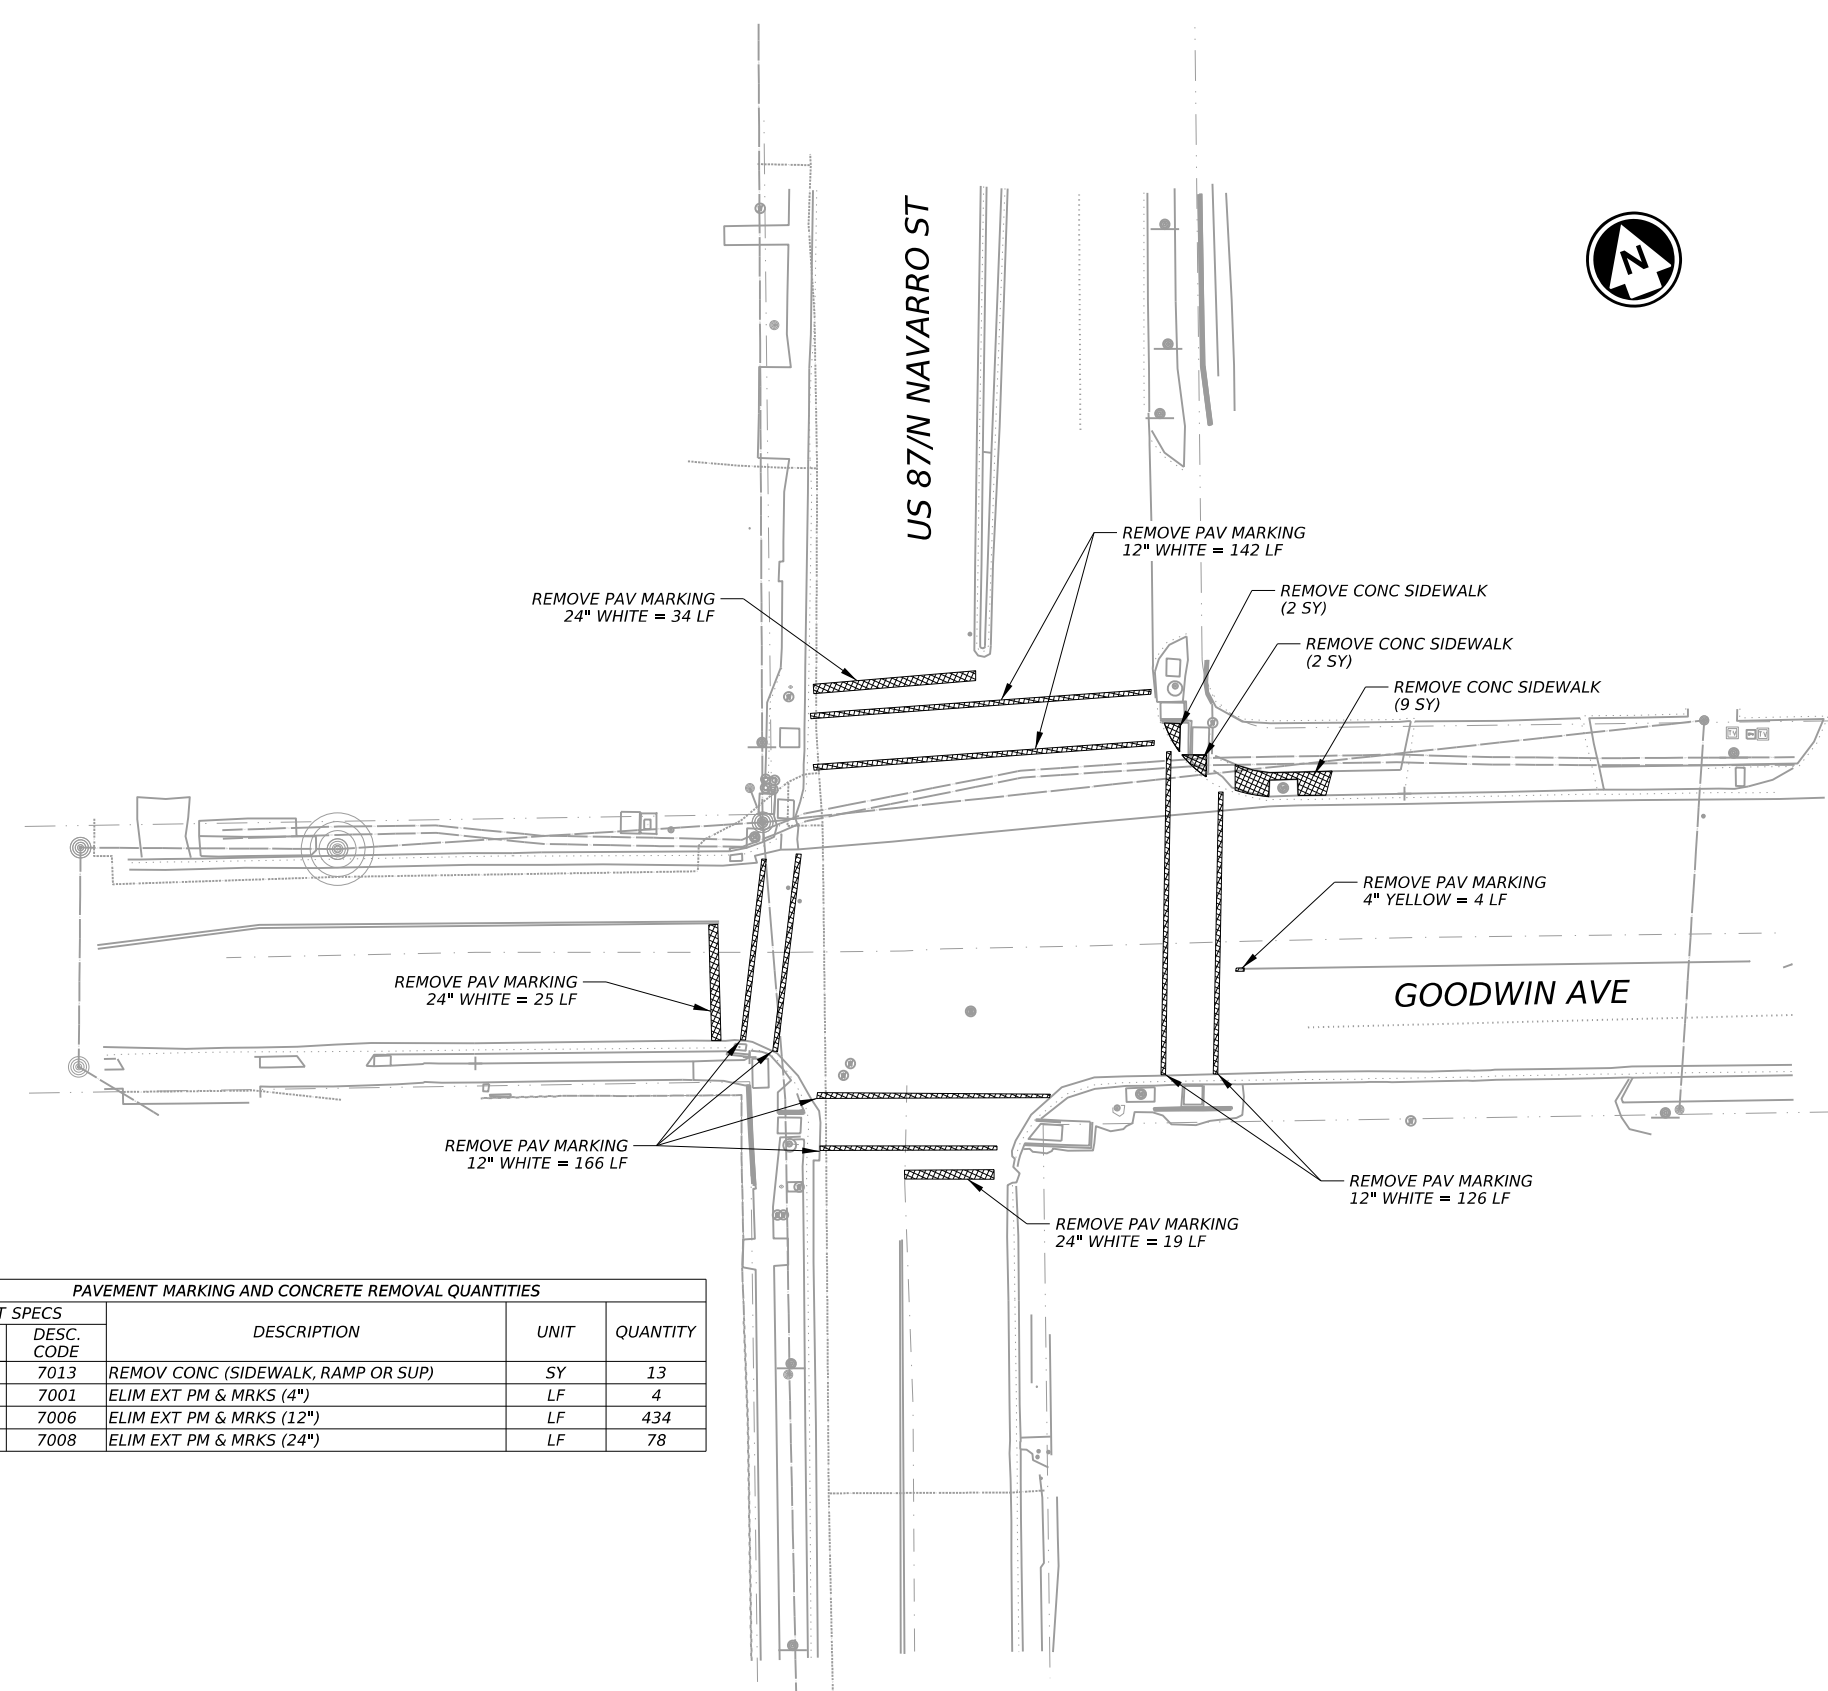 US 87/N NAVARRO ST
N
REMOVE PAV MARKING
12" WHITE = 142 LF
REMOVE PAV MARKING
24" WHITE = 34 LF
REMOVE CONC SIDEWALK
(2 SY)
REMOVE CONC SIDEWALK
(2 SY)
REMOVE CONC SIDEWALK
(9 SY)
REMOVE PAV MARKING
4" YELLOW = 4 LF
REMOVE PAV MARKING
24" WHITE = 25 LF
GOODWIN AVE
REMOVE PAV MARKING
12" WHITE = 166 LF
REMOVE PAV MARKING
12" WHITE = 126 LF
REMOVE PAV MARKING
24" WHITE = 19 LF
PAVEMENT MARKING AND CONCRETE REMOVAL QUANTITIES
T SPECS
DESC. CODE DESCRIPTION UNIT QUANTITY
7013 REMOV CONC (SIDEWALK, RAMP OR SUP) SY 13
7001 ELIM EXT PM & MRKS (4") LF 4
7006 ELIM EXT PM & MRKS (12") LF 434
7008 ELIM EXT PM & MRKS (24") LF 78